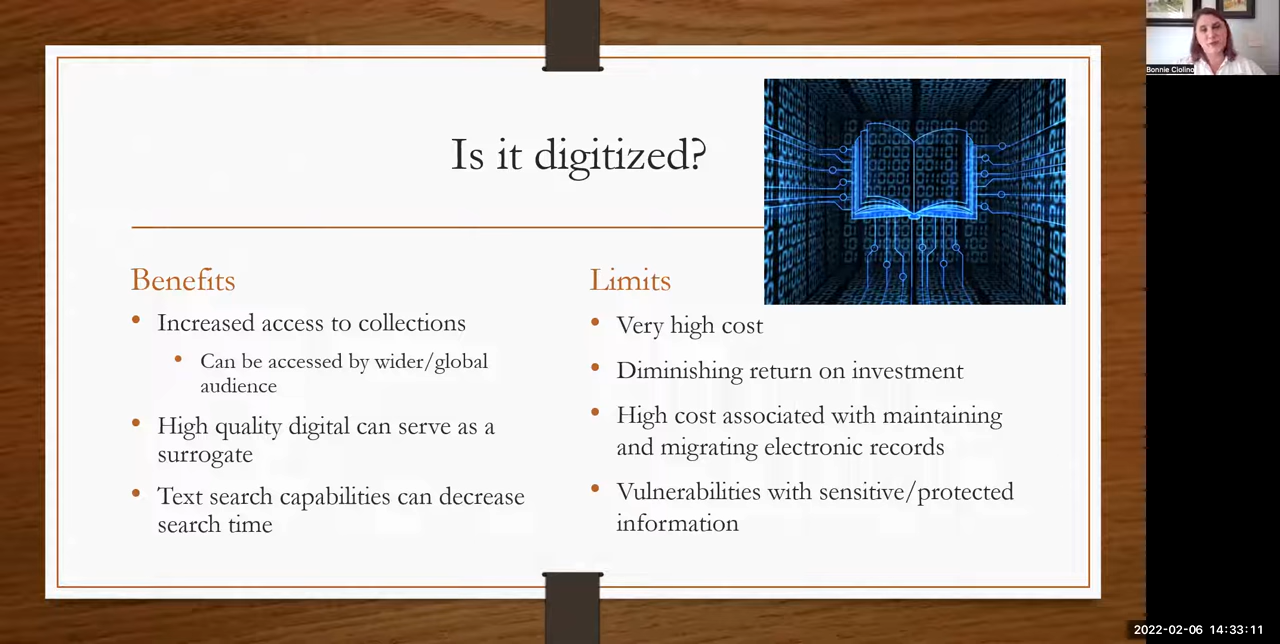 Is it digitized?
Benefits
Increased access to collections
Can be accessed by wider/global
audience
High quality digital can serve as a
surrogate
Text search capabilities can decrease
search time
Limits
Very high cost
Diminishing return on investment
High cost associated with maintaining
and migrating electronic records
Vulnerabilities with sensitive/protected
information
Bonnie Ciolino
2022-02-06 14:33:11